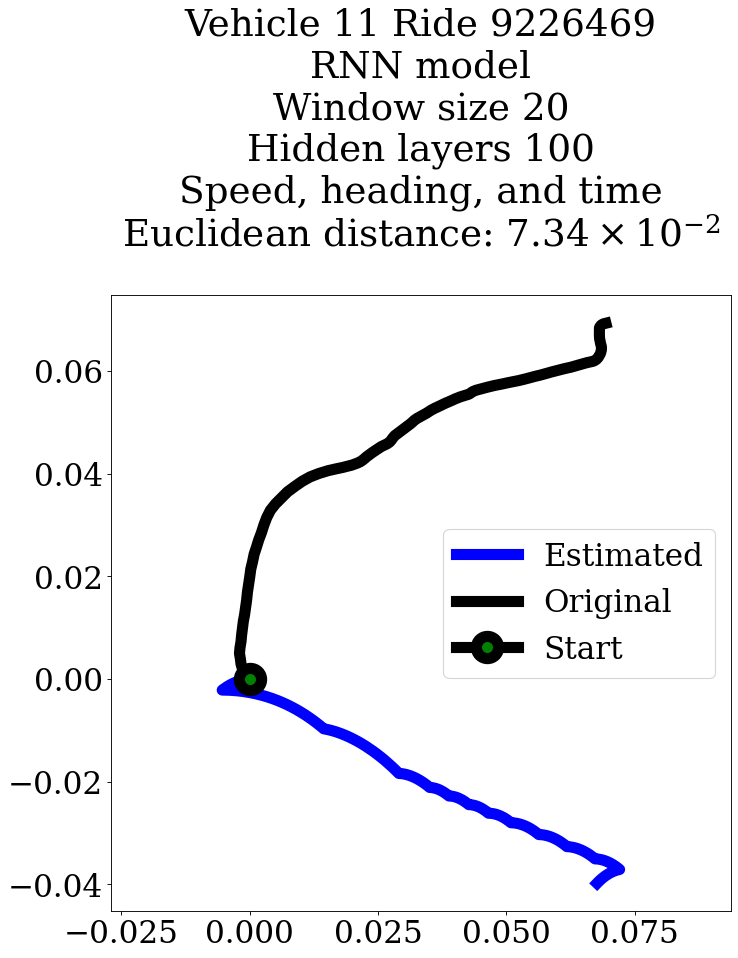 Vehicle 11 Ride 9226469
RNN model
Window size 20
Hidden layers 100
Speed, heading, and time
Euclidean distance: 7.34 × 10⁻²
0.06
0.04
0.02
0.00
−0.02
−0.04
Estimated
Original
Start
−0.025 0.000 0.025 0.050 0.075